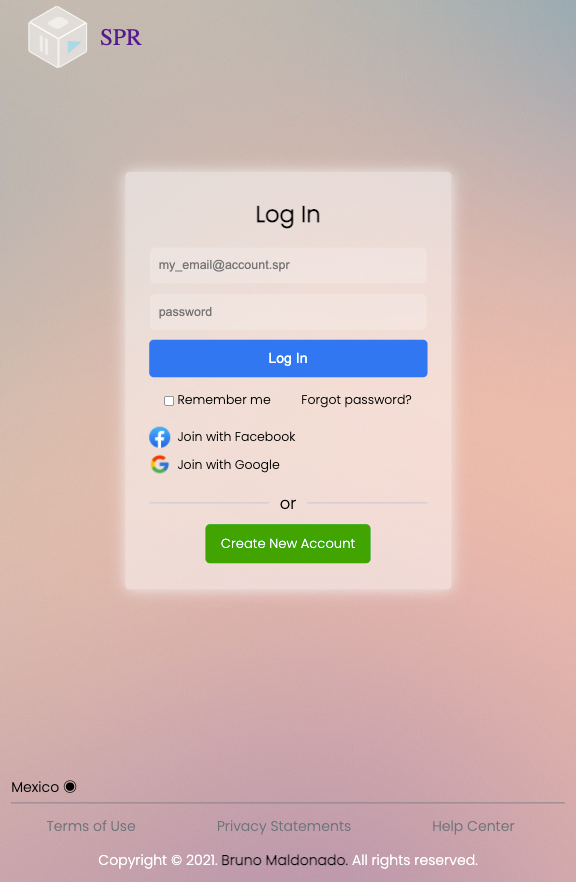 SPR
Log In
my_email@account.spr
password
Log In
Remember me Forgot password?
Join with Facebook
Join with Google
or
Create New Account
Mexico
Terms of Use Privacy Statements Help Center
Copyright © 2021. Bruno Maldonado. All rights reserved.